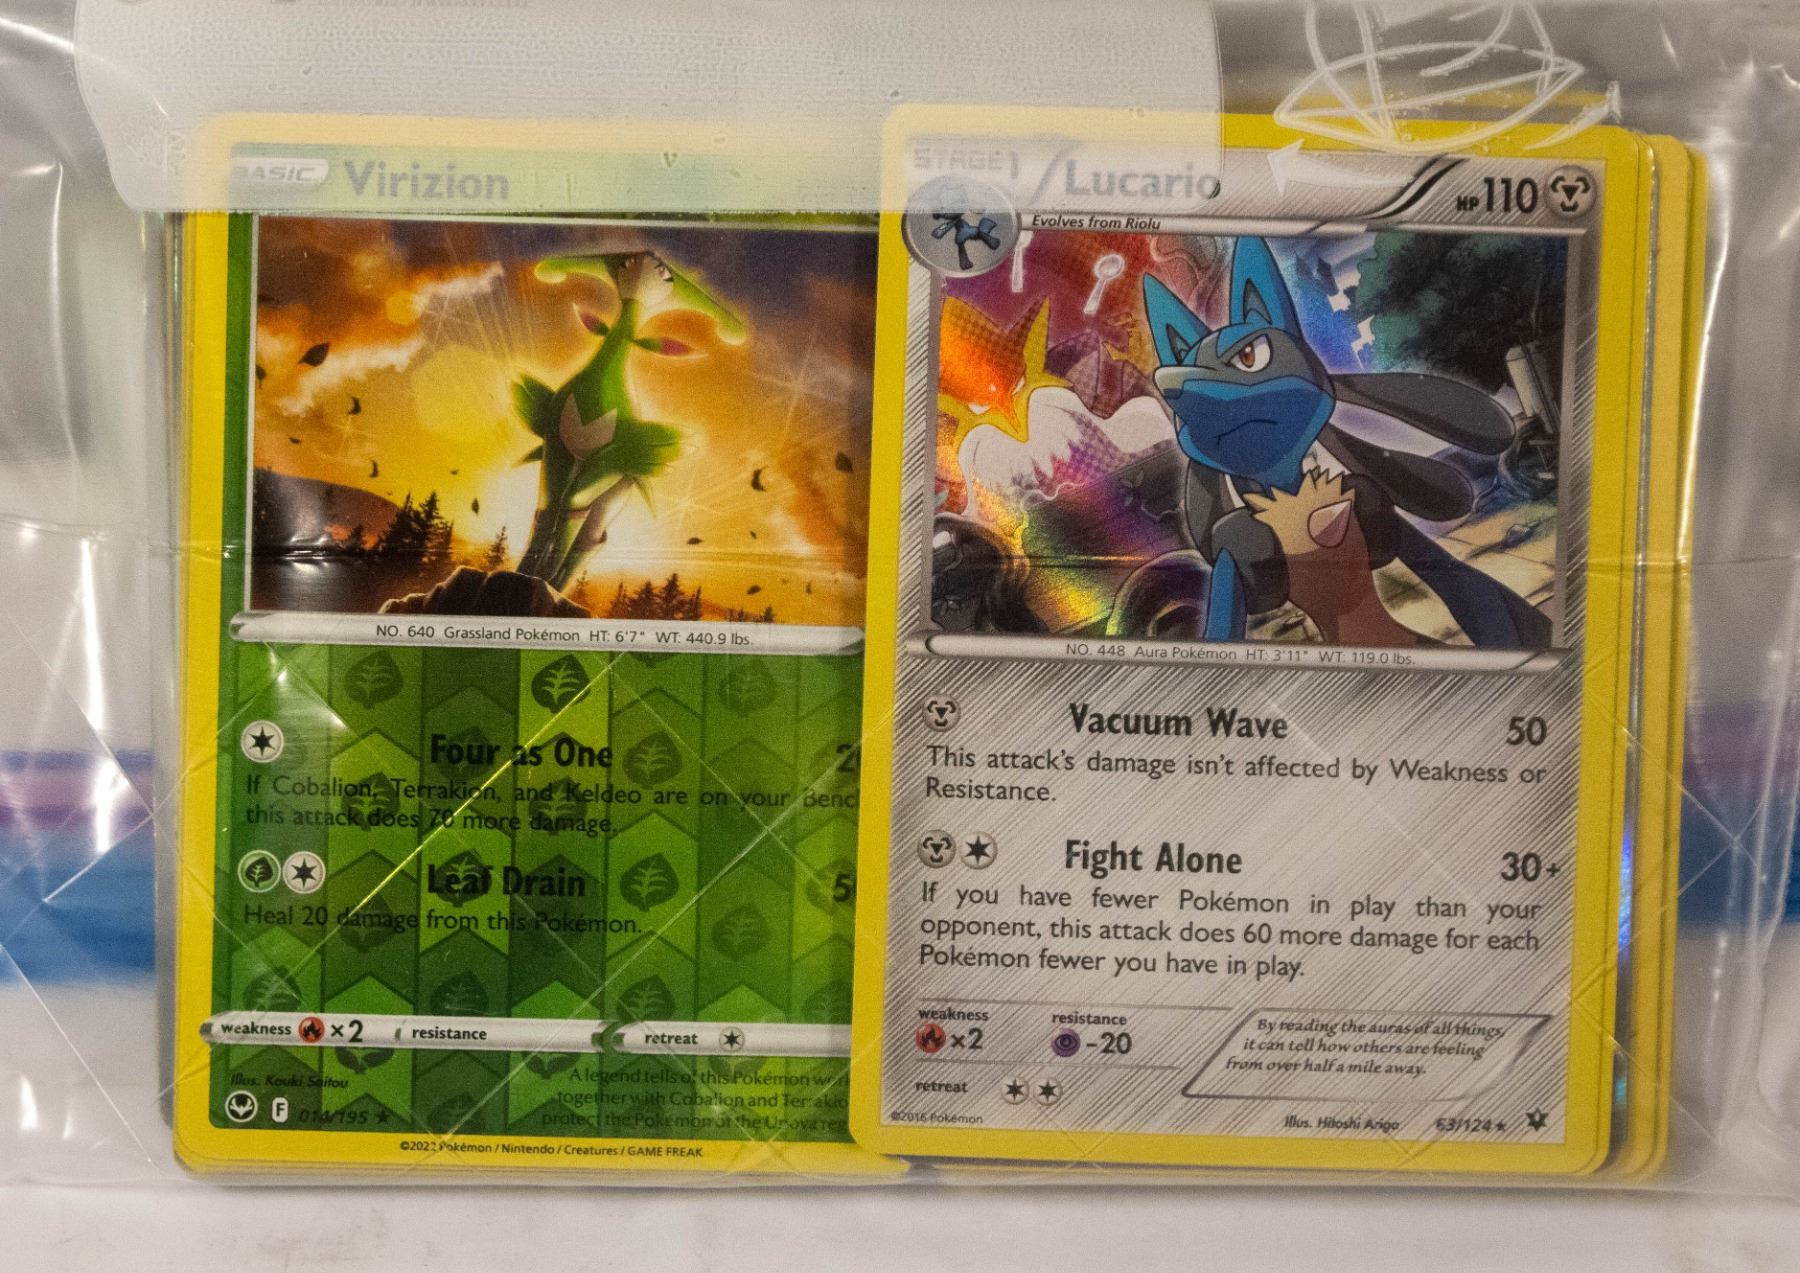 BASIC Virizion
NO. 640 Grassland Pokémon HT: 6'7" WT: 440.9 lbs.
Four as One
If Cobalion, Terrakion, and Keldeo are on your
this attack does 70 more damage.
Leaf Drain
Heal 20 damage from this Pokémon.
weakness ×2 resistance
retreat
Illus. Kouki Saitou
F 014/195
A legend tells of this Pokémon
together with Cobalion and
protect the Pokémon of the Unova
©2022 Pokémon / Nintendo / Creatures / GAME FREAK
STAGE 1 Lucario HP 110
Evolves from Riolu
NO. 448 Aura Pokémon HT: 3'11" WT: 119.0 lbs.
Vacuum Wave 50
This attack's damage isn't affected by Weakness or
Resistance.
Fight Alone 30+
If you have fewer Pokémon in play than your
opponent, this attack does 60 more damage for each
Pokémon fewer you have in play.
weakness resistance
×2 -20
retreat
By reading the auras of all things,
it can tell how others are feeling
from over half a mile away.
©2016 Pokémon Illus. Hitoshi Ariga 63/124